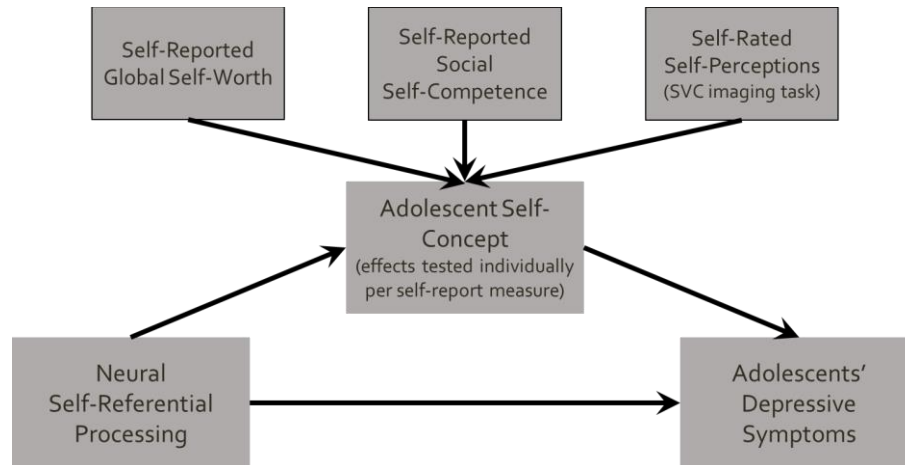 Self-Reported
Global Self-Worth
Self-Reported
Social
Self-Competence
Self-Rated
Self-Perceptions
(SVC imaging task)
Adolescent Self-
Concept
(effects tested individually
per self-report measure)
Neural
Self-Referential
Processing
Adolescents’
Depressive
Symptoms